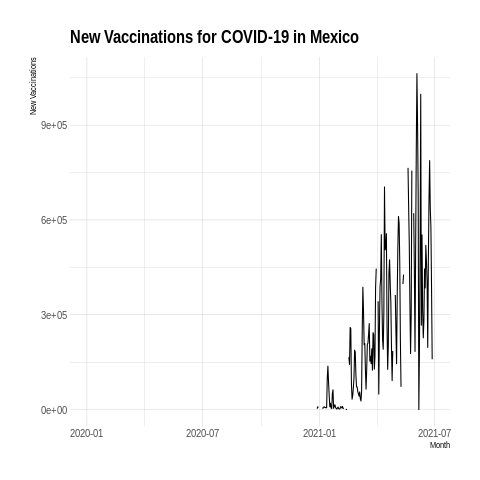 New Vaccinations for COVID-19 in Mexico
New Vaccinations
9e+05
6e+05
3e+05
0e+00
2020-01 2020-07 2021-01 2021-07
Month